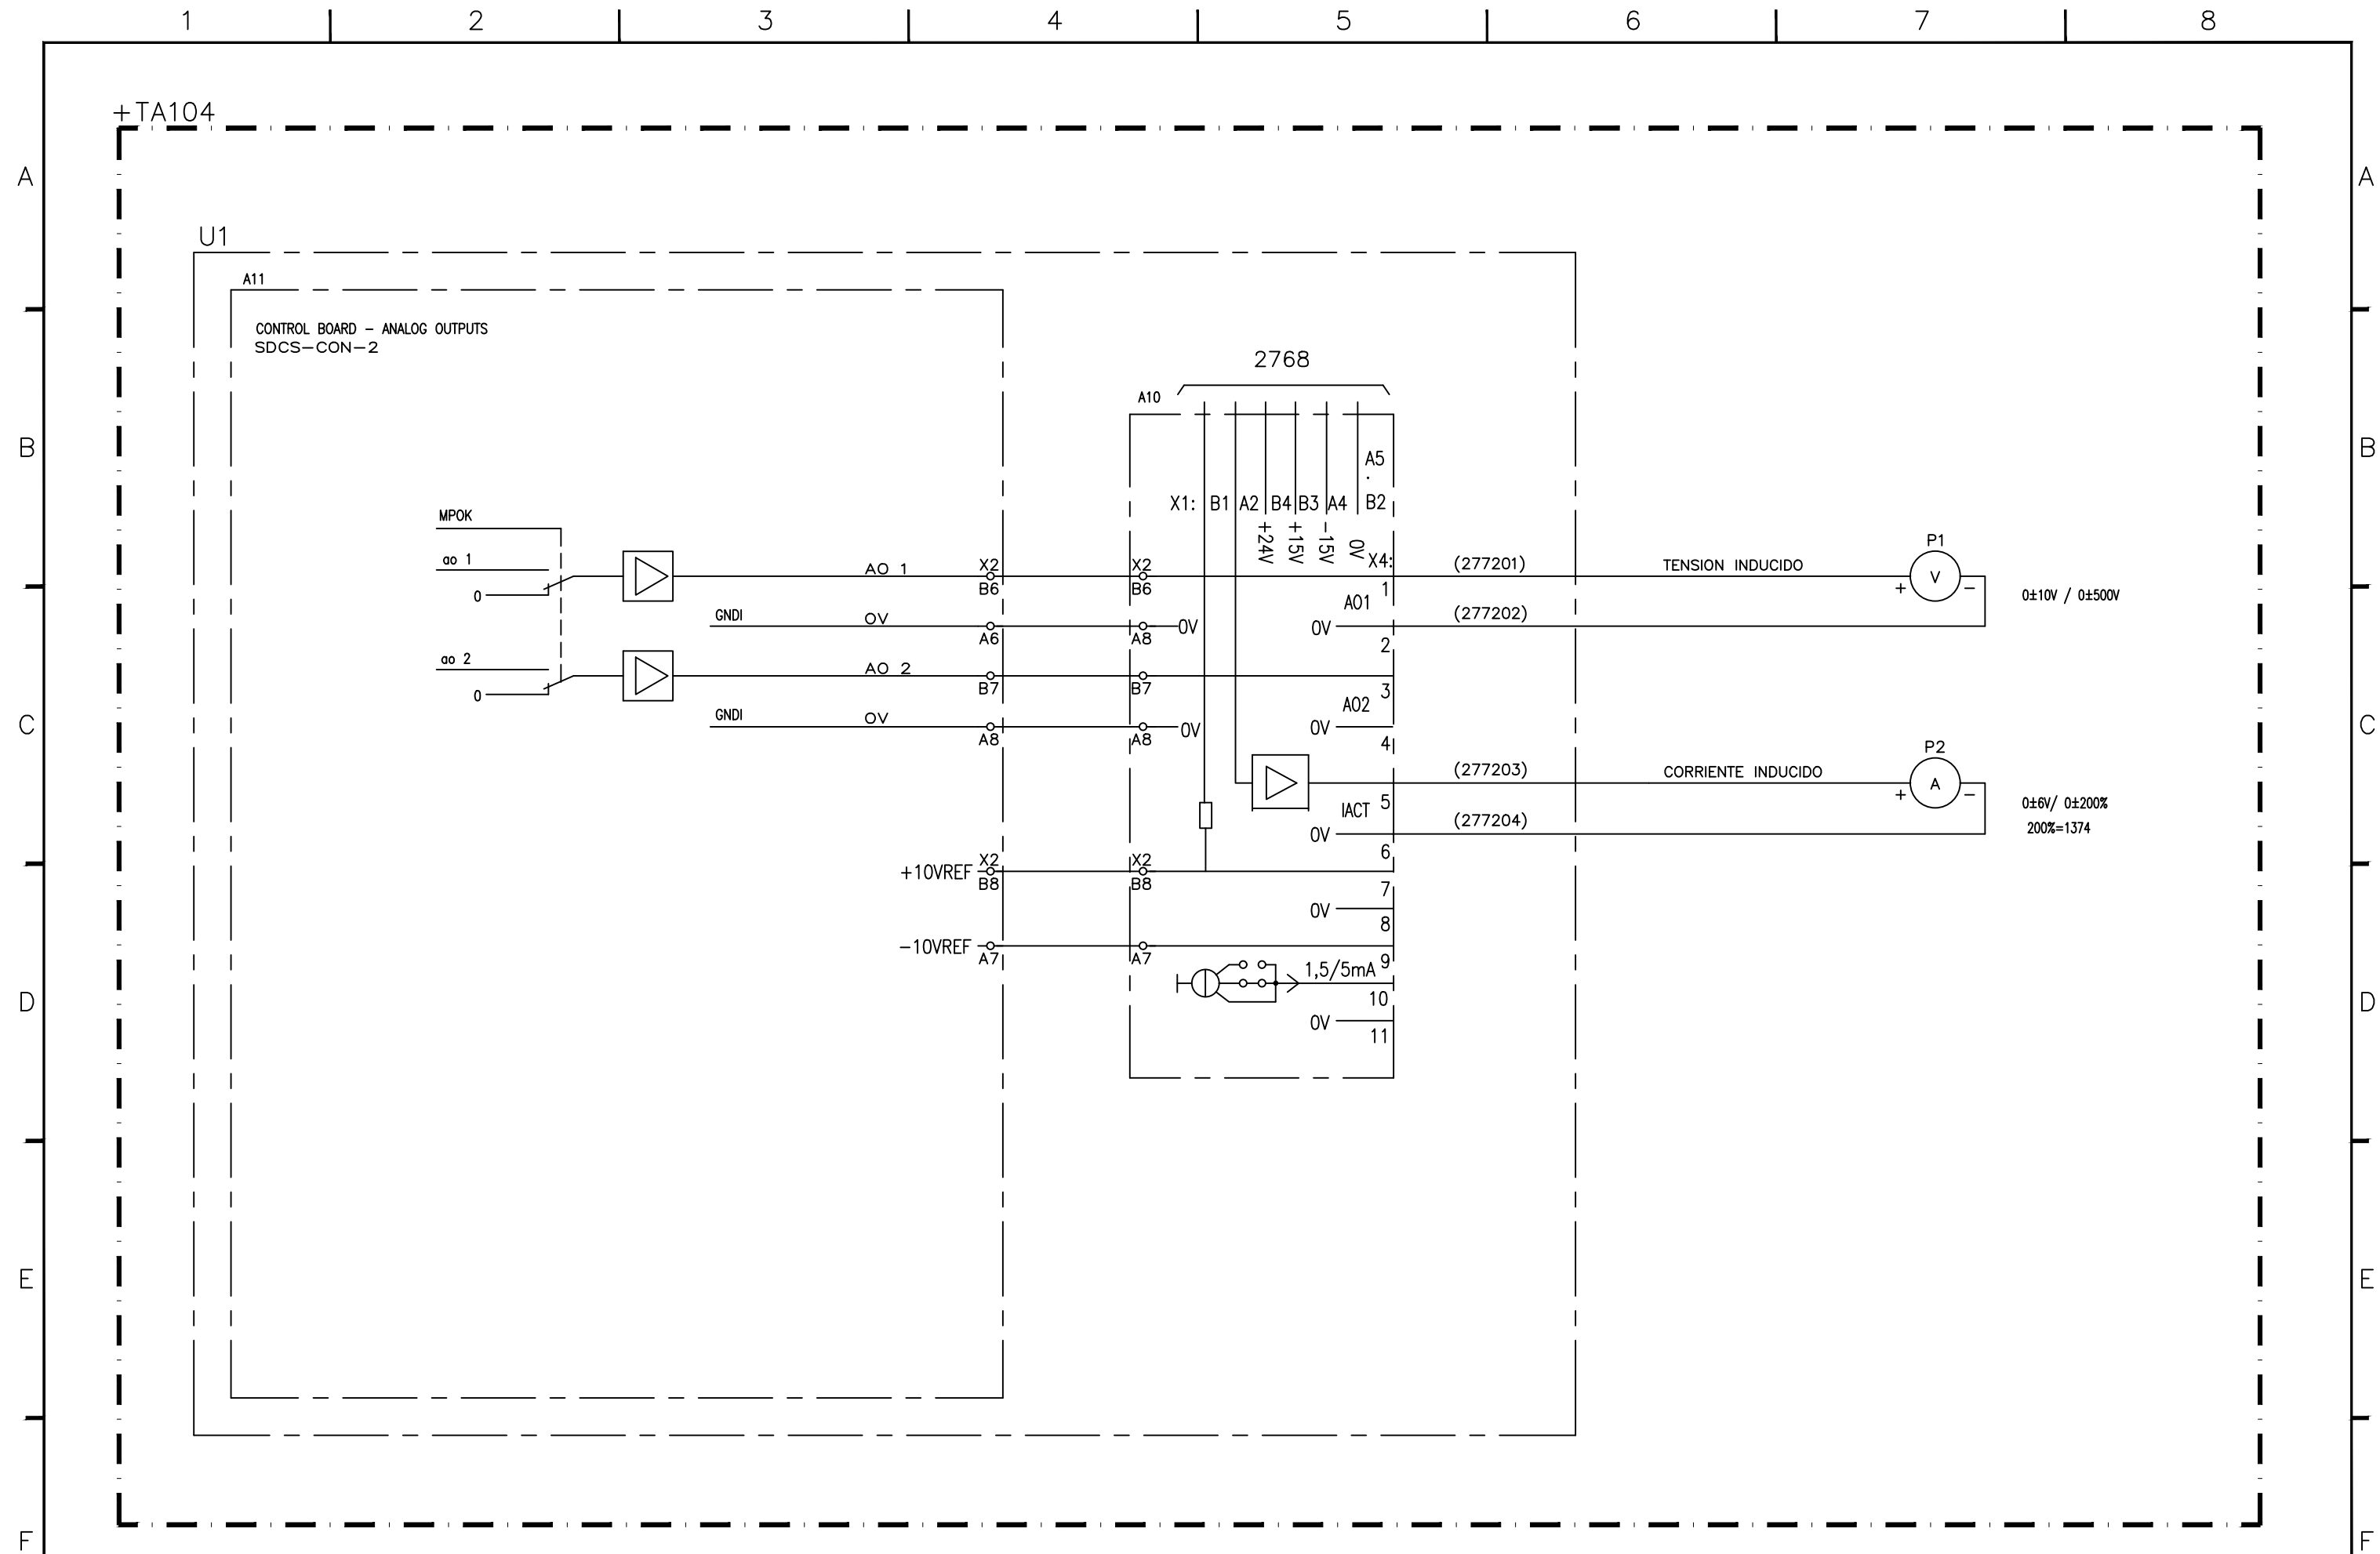 1 2 3 4 5 6 7 8
+TA104
A A
U1
A11
CONTROL BOARD - ANALOG OUTPUTS
SDCS-CON-2
2768
A10
B B
A5
.
X1: B1 A2 B4 B3 A4 B2
+24V +15V -15V 0V
X4:
MPOK
ao 1
0
AO 1
X2
B6
X2
B6
1
(277201)
TENSION INDUCIDO
P1
V
+ -
0±10V / 0±500V
GNDI
0V
A6
A8
0V
AO1
0V
2
(277202)
ao 2
0
AO 2
B7
B7
3
C C
GNDI
0V
A8
A8
0V
AO2
0V
4
(277203)
CORRIENTE INDUCIDO
P2
A
+ -
0±6V/ 0±200%
200%=1374
IACT
5
0V
(277204)
6
+10VREF
X2
B8
X2
B8
7
0V
8
-10VREF
A7
A7
9
1,5/5mA
10
D D
0V
11
E E
F F